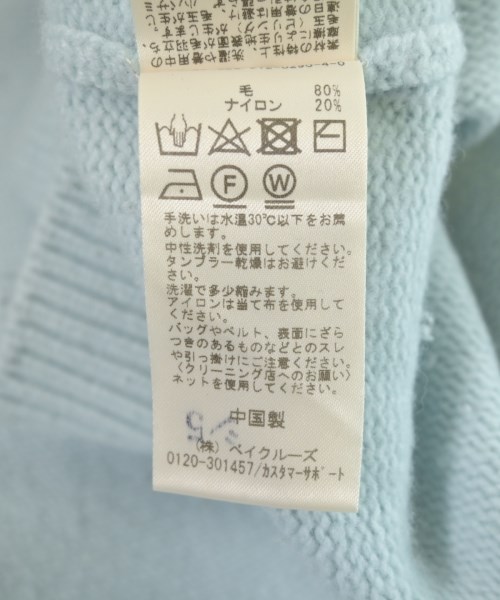 毛 80%
ナイロン 20%
F W
手洗いは水温30℃以下をお薦
めします。
中性洗剤を使用してください。
タンブラー乾燥はお避けくだ
さい。
洗濯で多少縮みます。
アイロンは当て布を使用して
ください。
バッグやベルト、表面にざら
つきのあるものなどとのスレ
や引っ掛けにご注意ください。
〈クリーニング店へのお願い〉
ネットを使用してください。
中国製
(株) ベイクルーズ
0120-301457/カスタマーサポート